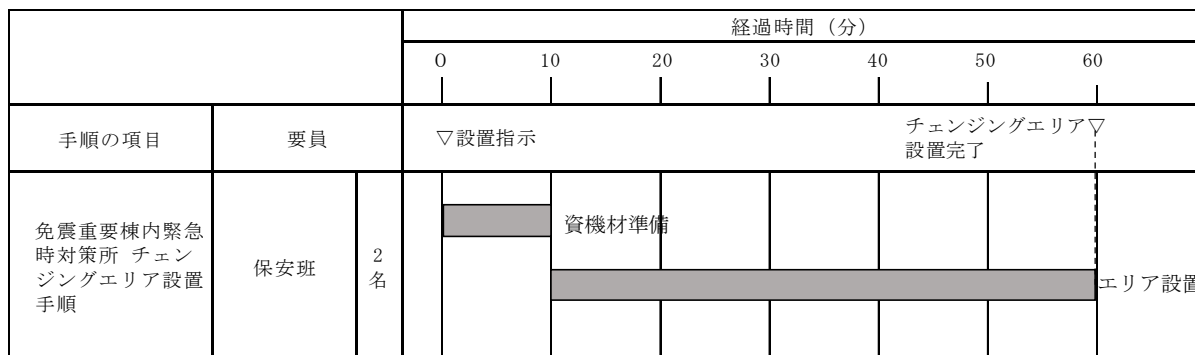 経過時間（分）
0 10 20 30 40 50 60
手順の項目 要員 ▽設置指示 チェンジングエリア▽
設置完了
免震重要棟内緊急
時対策所 チェン
ジングエリア設置
手順
保安班
2
名
資機材準備
エリア設置